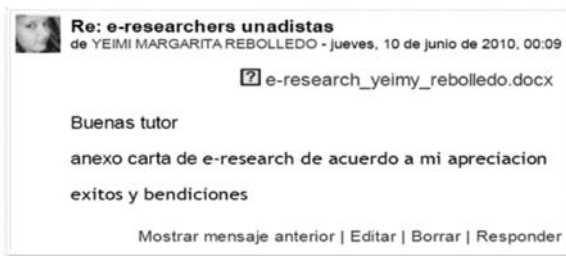 Re: e-researchers unadistas
de YEIMI MARGARITA REBOLLEDO - jueves, 10 de junio de 2010, 00:09
e-research_yeimy_rebolledo.docx
Buenas tutor
anexo carta de e-research de acuerdo a mi apreciacion
exitos y bendiciones
Mostrar mensaje anterior | Editar | Borrar | Responder